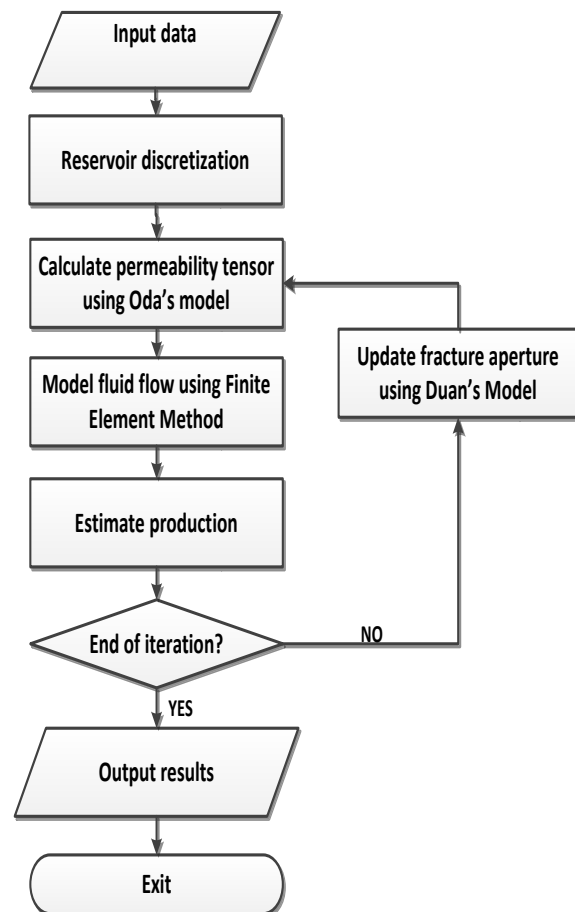 Input data
Reservoir discretization
Calculate permeability tensor
using Oda's model
Update fracture aperture
using Duan's Model
Model fluid flow using Finite
Element Method
Estimate production
End of iteration?
NO
YES
Output results
Exit